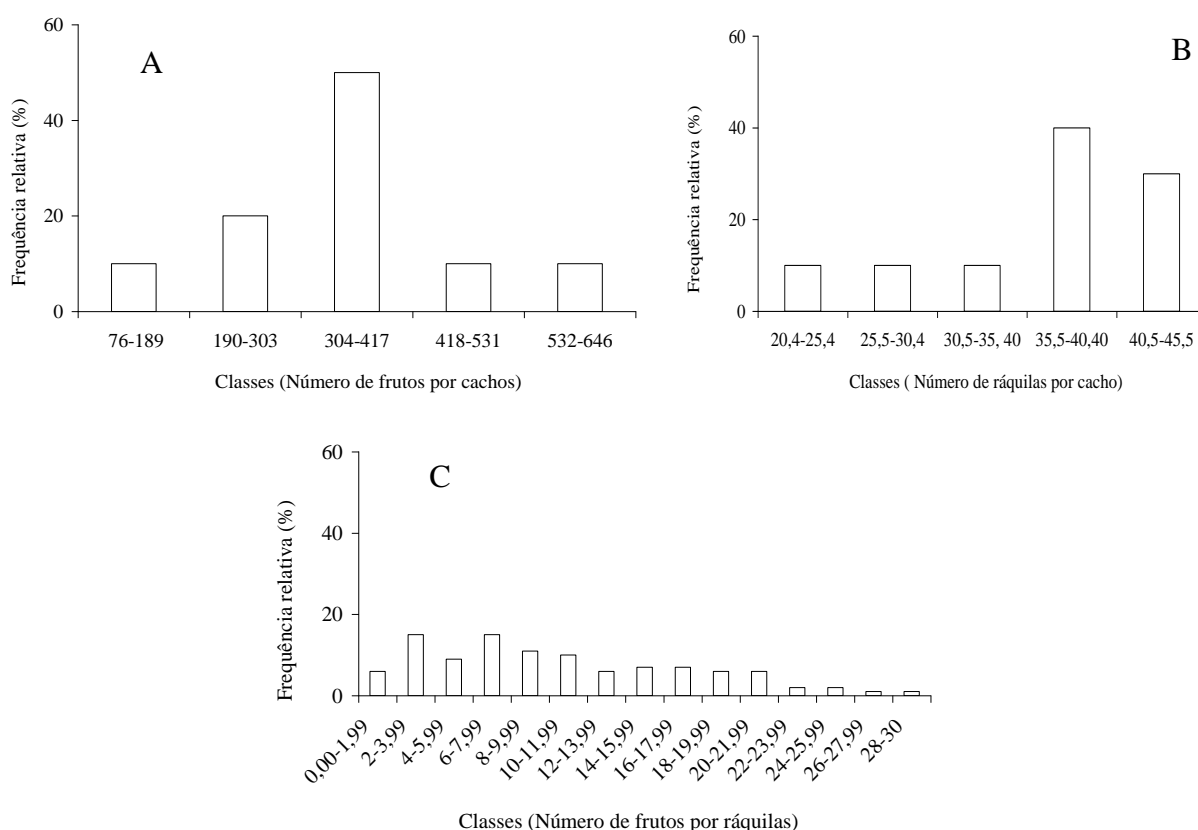 60
A
40
20
0
Frequência relativa (%)
76-189 190-303 304-417 418-531 532-646
Classes (Número de frutos por cachos)
60
B
40
20
0
Frequência relativa (%)
20,4-25,4 25,5-30,4 30,5-35, 40 35,5-40,40 40,5-45,5
Classes ( Número de ráquilas por cacho)
60
C
40
20
0
Frequência relativa (%)
0,00-1,99 2-3,99 4-5,99 6-7,99 8-9,99 10-11,99 12-13,99 14-15,99 16-17,99 18-19,99 20-21,99 22-23,99 24-25,99 26-27,99 28-30
Classes (Número de frutos por ráquilas)